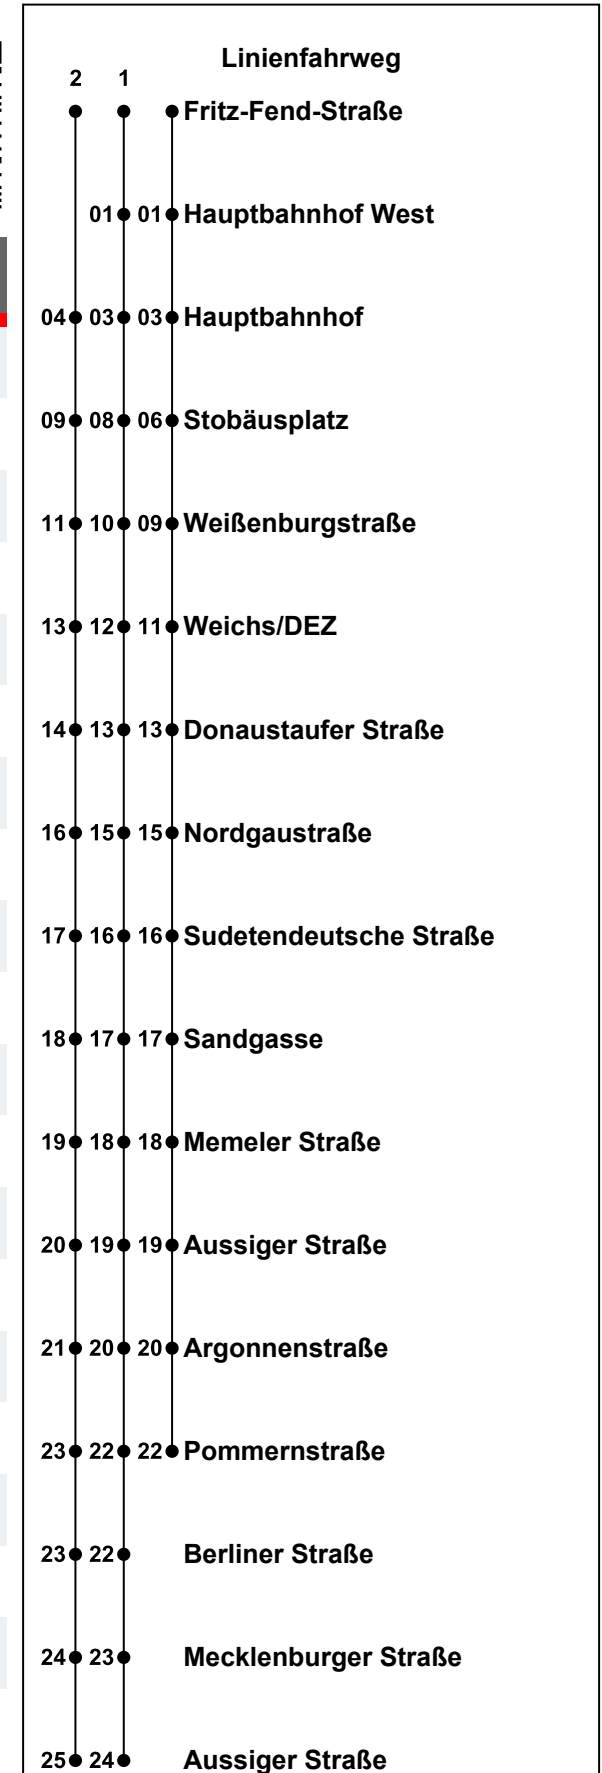 Linienfahrweg
2 1
Fritz-Fend-Straße
01 01 Hauptbahnhof West
04 03 03 Hauptbahnhof
09 08 06 Stobäusplatz
11 10 09 Weißenburgstraße
13 12 11 Weichs/DEZ
14 13 13 Donaustaufer Straße
16 15 15 Nordgaustraße
17 16 16 Sudetendeutsche Straße
18 17 17 Sandgasse
19 18 18 Memeler Straße
20 19 19 Aussiger Straße
21 20 20 Argonnenstraße
23 22 22 Pommernstraße
23 22 Berliner Straße
24 23 Mecklenburger Straße
25 24 Aussiger Straße